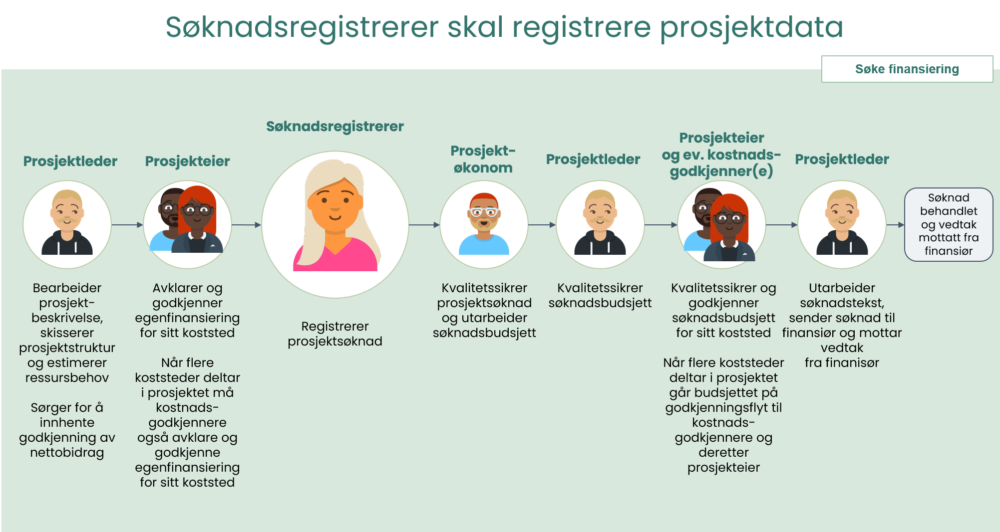 Søknadsregistrerer skal registrere prosjektdata
Søke finansiering
Prosjektleder
Bearbeider
prosjekt-
beskrivelse,
skisserer
prosjektstruktur
og estimerer
ressursbehov
Sørger for å
innhente
godkjenning av
nettobidrag
Prosjekteier
Avklarer og
godkjenner
egenfinansiering
for sitt koststed
Når flere
koststeder deltar
i prosjektet må
kostnads-
godkjennere
også avklare og
godkjenne
egenfinansiering
for sitt koststed
Søknadsregistrerer
Registrerer
prosjektsøknad
Prosjekt-
økonom
Kvalitetssikrer
prosjektsøknad
og utarbeider
søknadsbudsjett
Prosjektleder
Kvalitetssikrer
søknadsbudsjett
Prosjekteier
og ev. kostnads-
godkjenner(e)
Kvalitetssikrer og
godkjenner
søknadsbudsjett
for sitt koststed
Når flere koststeder
deltar i prosjektet
går budsjettet på
godkjenningsflyt til
kostnads-
godkjennere og
deretter
prosjekteier
Prosjektleder
Utarbeider
søknadstekst,
sender søknad til
finansiør og mottar
vedtak
fra finanisør
Søknad
behandlet
og vedtak
mottatt fra
finansiør